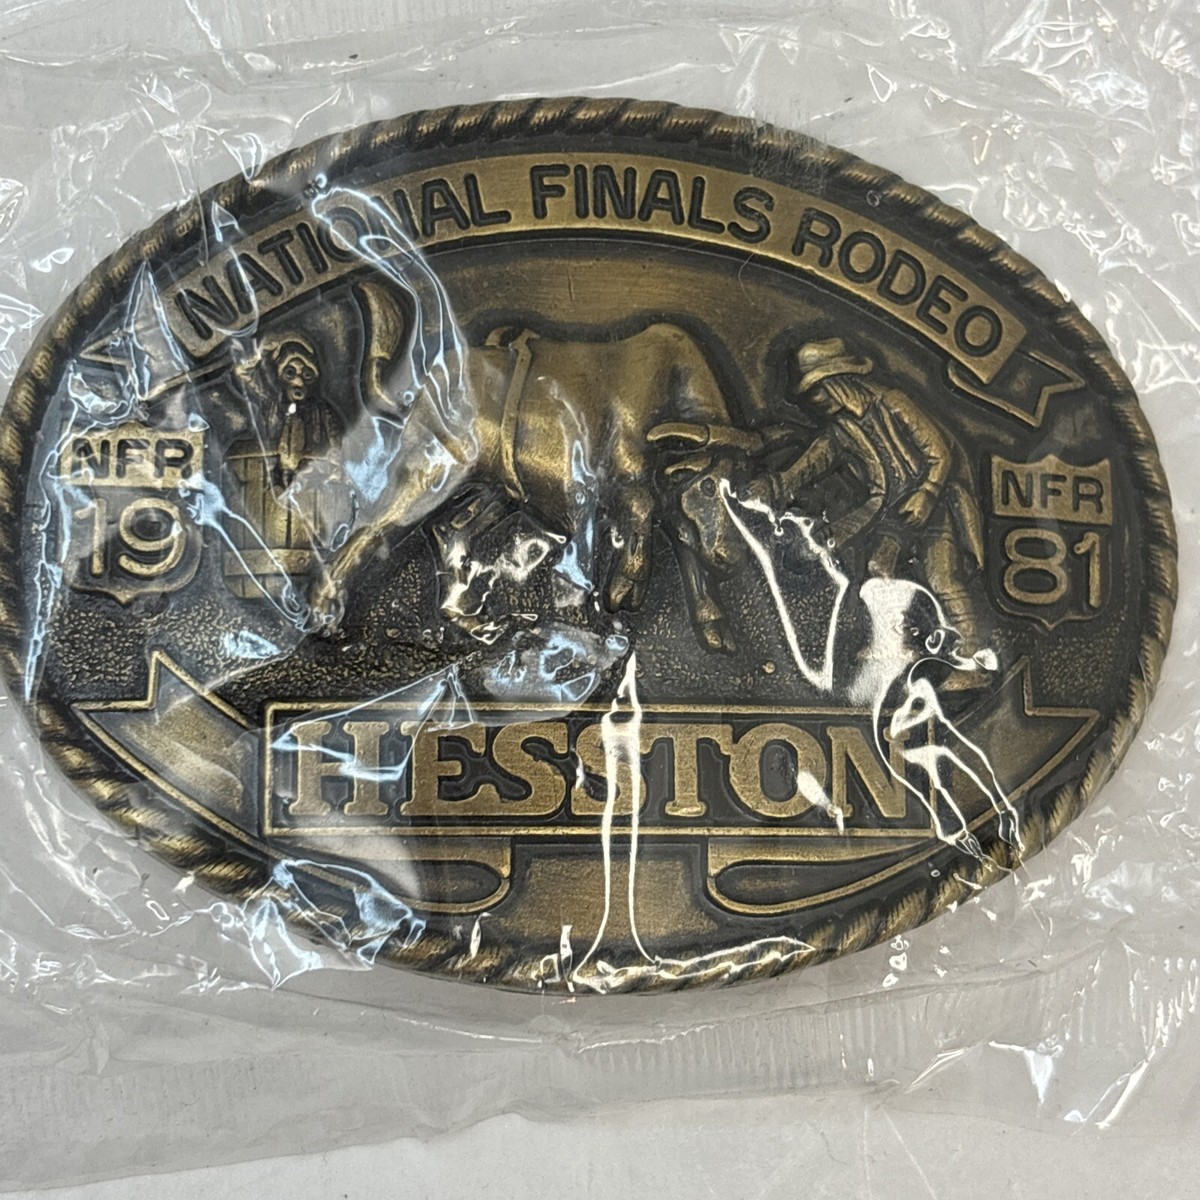 NATIONAL FINALS RODEO
NFR
19
NFR
81
HESSTON